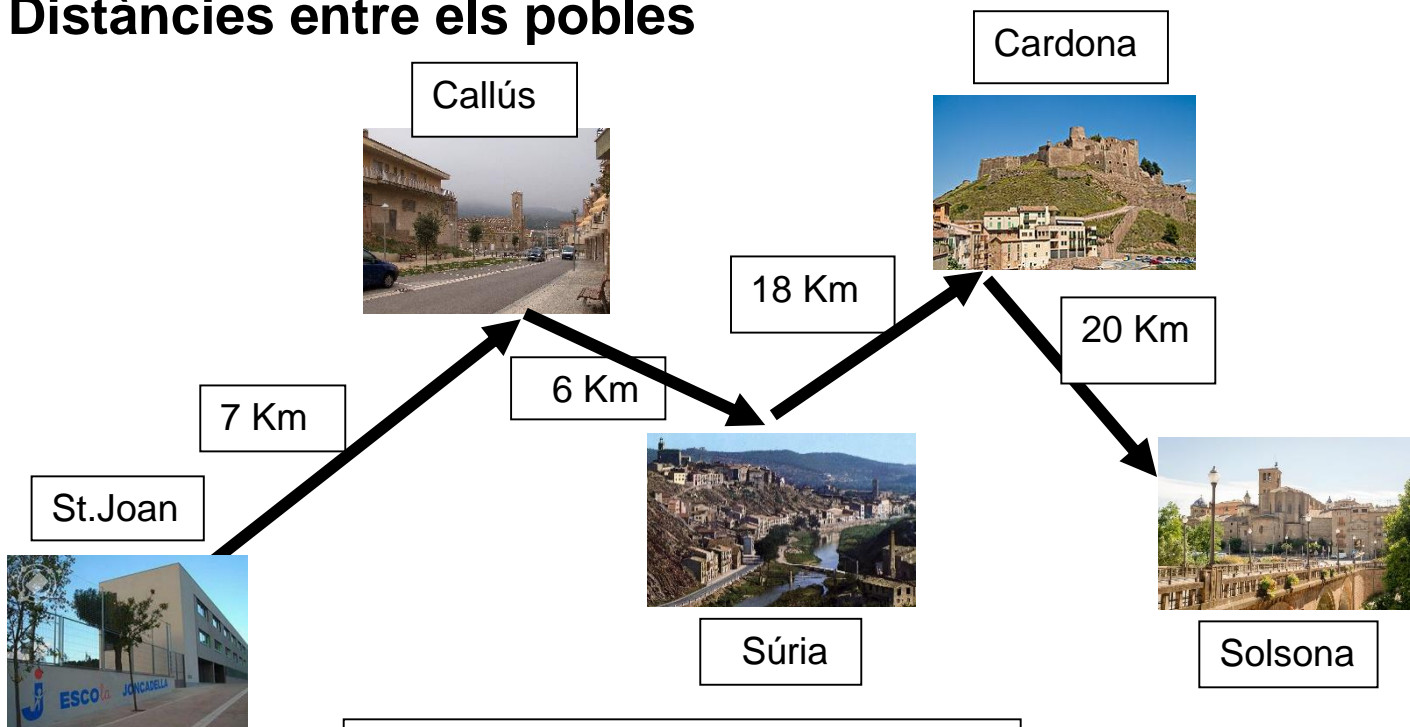 Distàncies entre els pobles
Cardona
Callús
18 Km
20 Km
6 Km
7 Km
St.Joan
Súria
Solsona
ESCOla JONCADELLA